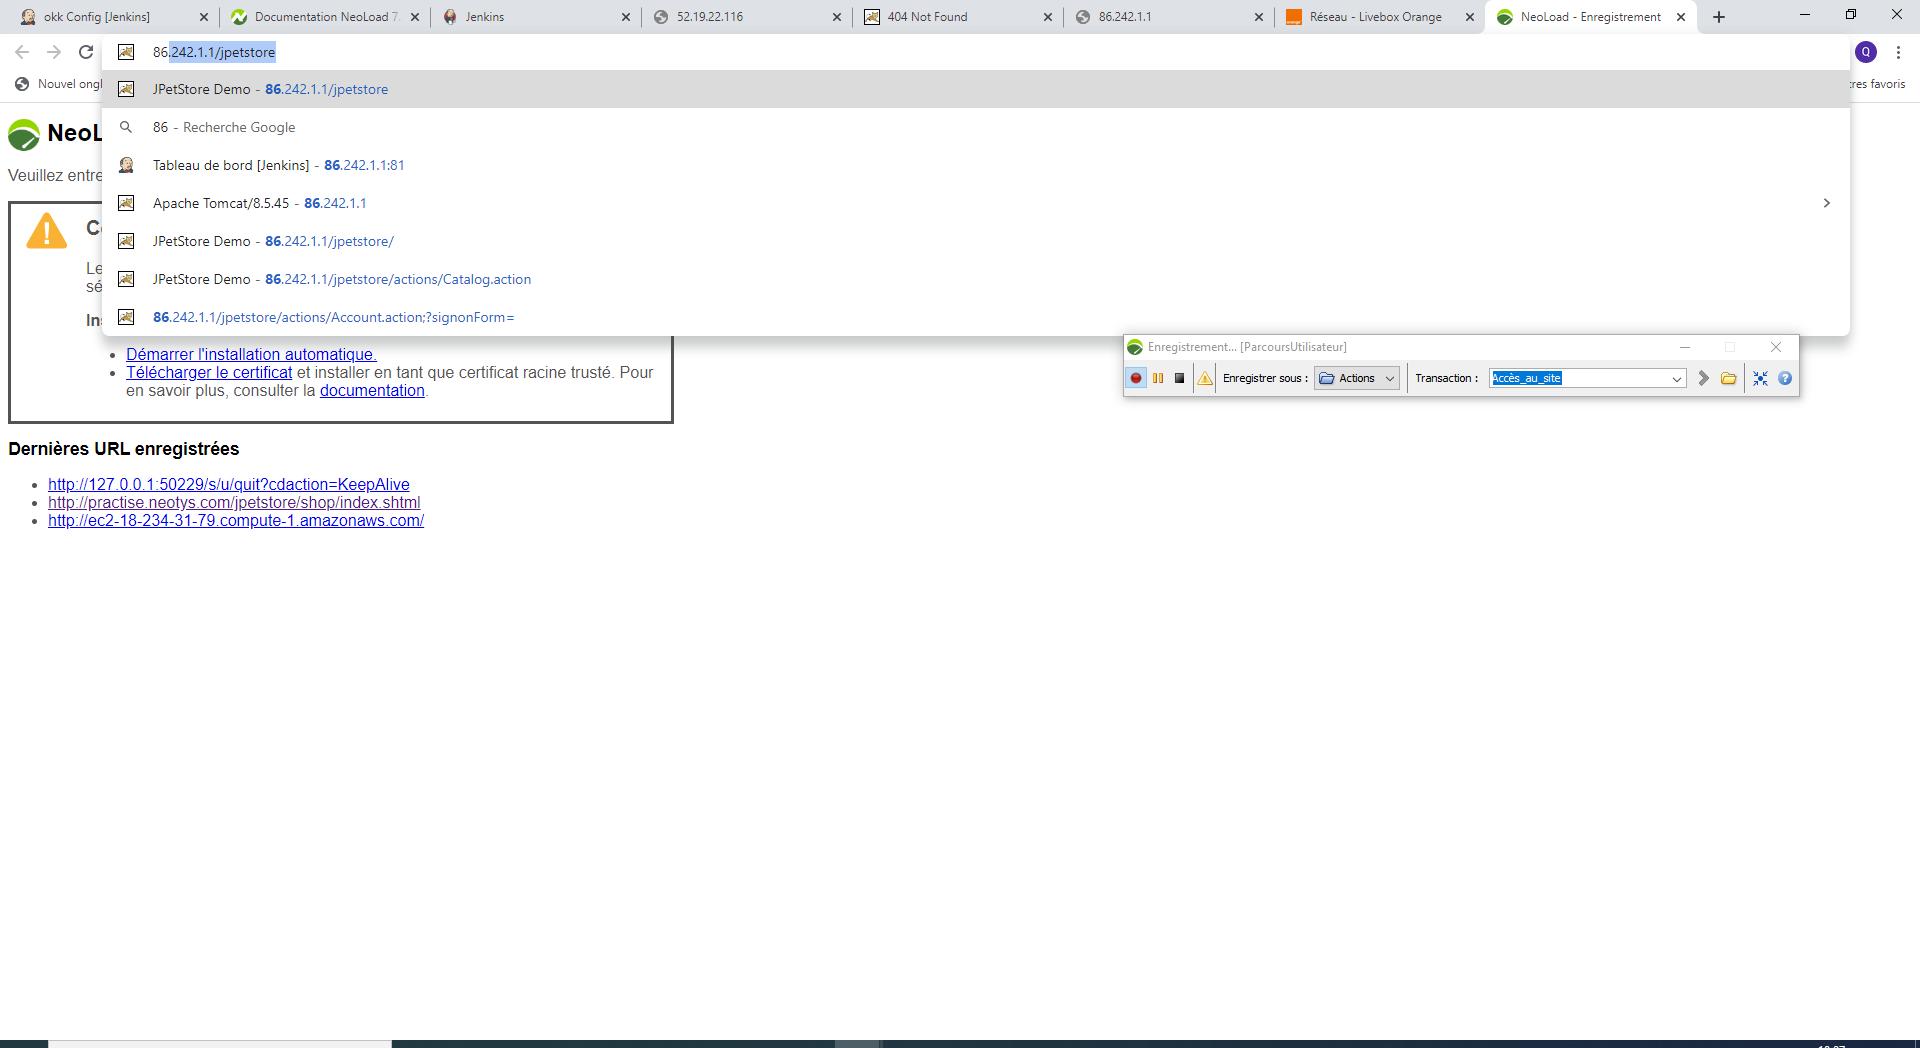 okk Config [Jenkins]
Documentation NeoLoad 7.
Jenkins
52.19.22.116
404 Not Found
86.242.1.1
Réseau - Livebox Orange
NeoLoad - Enregistrement
86.242.1.1/jpetstore
Q
Nouvel ongl
tres favoris
JPetStore Demo - 86.242.1.1/jpetstore
86 - Recherche Google
Tableau de bord [Jenkins] - 86.242.1.1:81
Apache Tomcat/8.5.45 - 86.242.1.1
JPetStore Demo - 86.242.1.1/jpetstore/
JPetStore Demo - 86.242.1.1/jpetstore/actions/Catalog.action
86.242.1.1/jpetstore/actions/Account.action;?signonForm=
NeoL
Veuillez entre
Le
sé
Démarrer l'installation automatique.
Télécharger le certificat et installer en tant que certificat racine trusté. Pour
en savoir plus, consulter la documentation.
Enregistrement... [ParcoursUtilisateur]
Enregistrer sous : Actions Transaction : Accès_au_site
Dernières URL enregistrées
http://127.0.0.1:50229/s/u/quit?cdaction=KeepAlive
http://practise.neotys.com/jpetstore/shop/index.shtml
http://ec2-18-234-31-79.compute-1.amazonaws.com/